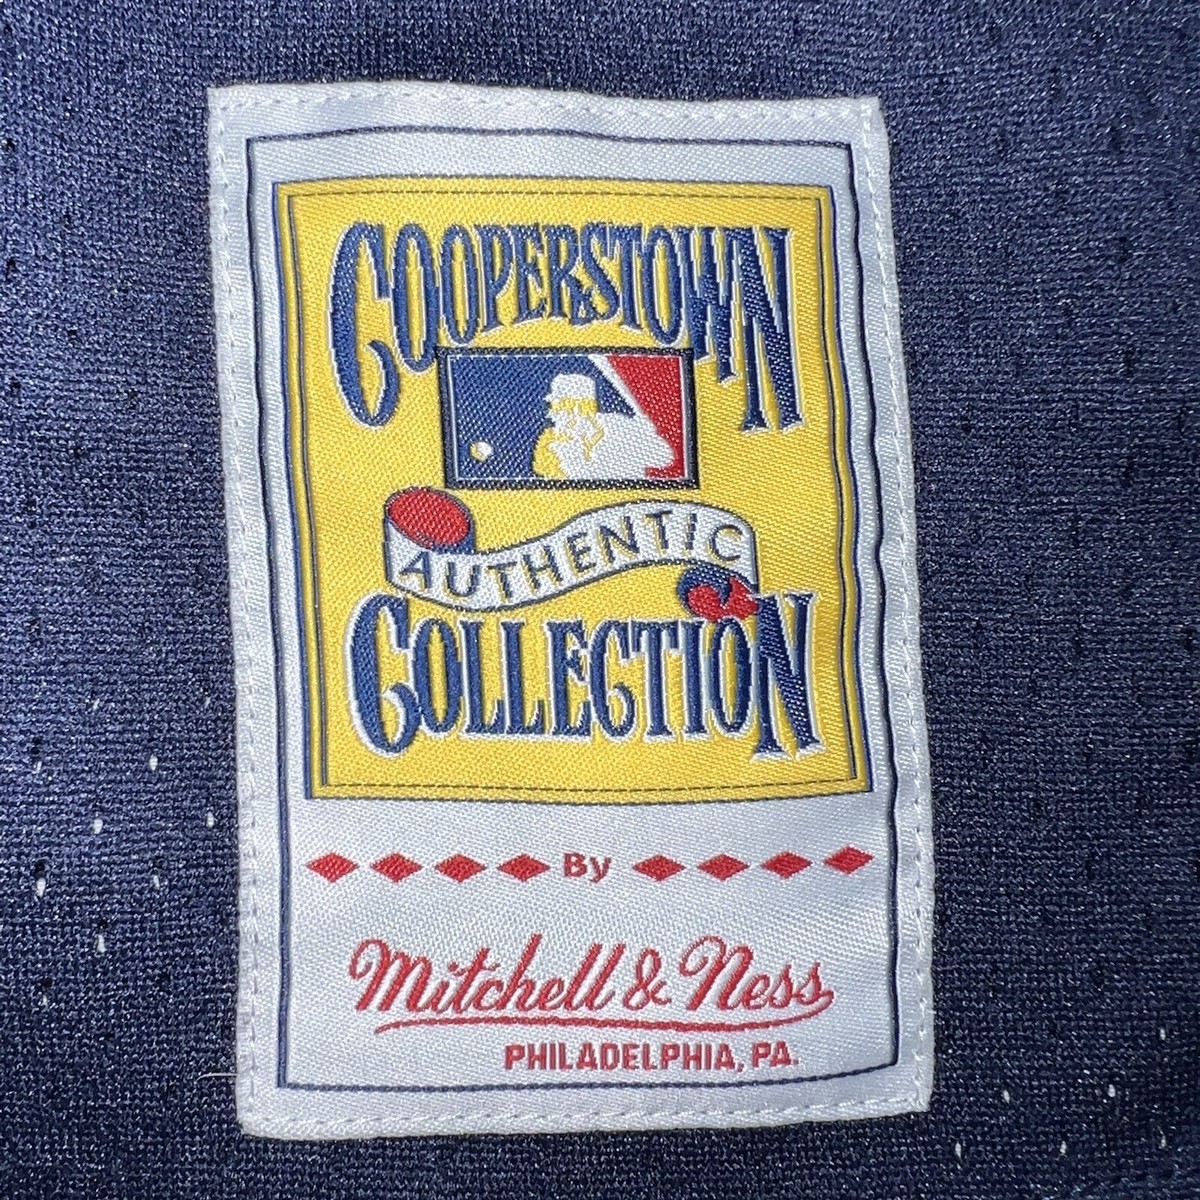 COOPERSTOWN
AUTHENTIC
COLLECTION
By
Mitchell & Ness
PHILADELPHIA, PA.